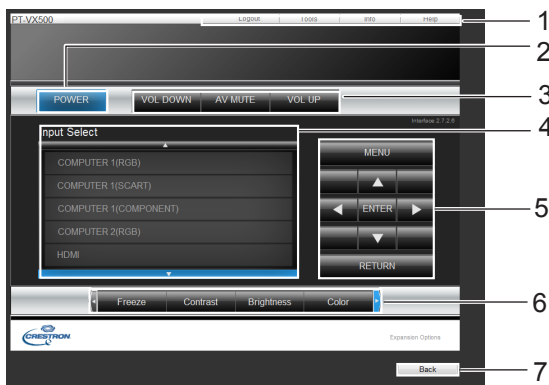 PT-VX500 Logout Tools Info Help 1
2
POWER VOL DOWN AV MUTE VOL UP 3
Interface 2.7.2.6
nput Select 4
MENU
COMPUTER 1(RGB)
COMPUTER 1(SCART)
COMPUTER 1(COMPONENT) ENTER 5
COMPUTER 2(RGB)
HDMI RETURN
Freeze Contrast Brightness Color 6
CRESTRON Expansion Options
Back 7